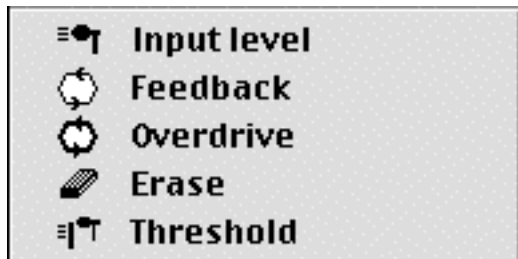 Input level
Feedback
Overdrive
Erase
Threshold